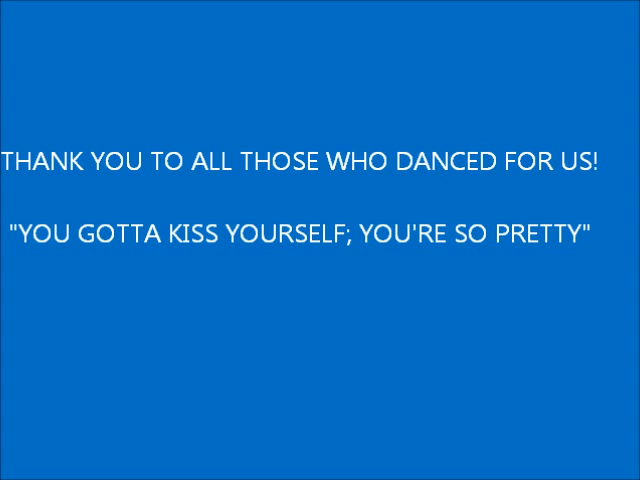 THANK YOU TO ALL THOSE WHO DANCED FOR US!
"YOU GOTTA KISS YOURSELF; YOU'RE SO PRETTY"